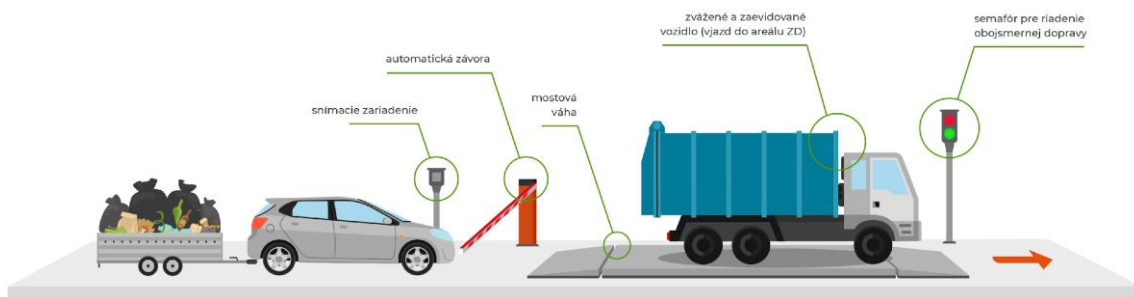 snímacie zariadenie
automatická závora
mostová
váha
zvážené a zaevidované
vozidlo (vjazd do areálu ZD)
semafór pre riadenie
obojsmernej dopravy